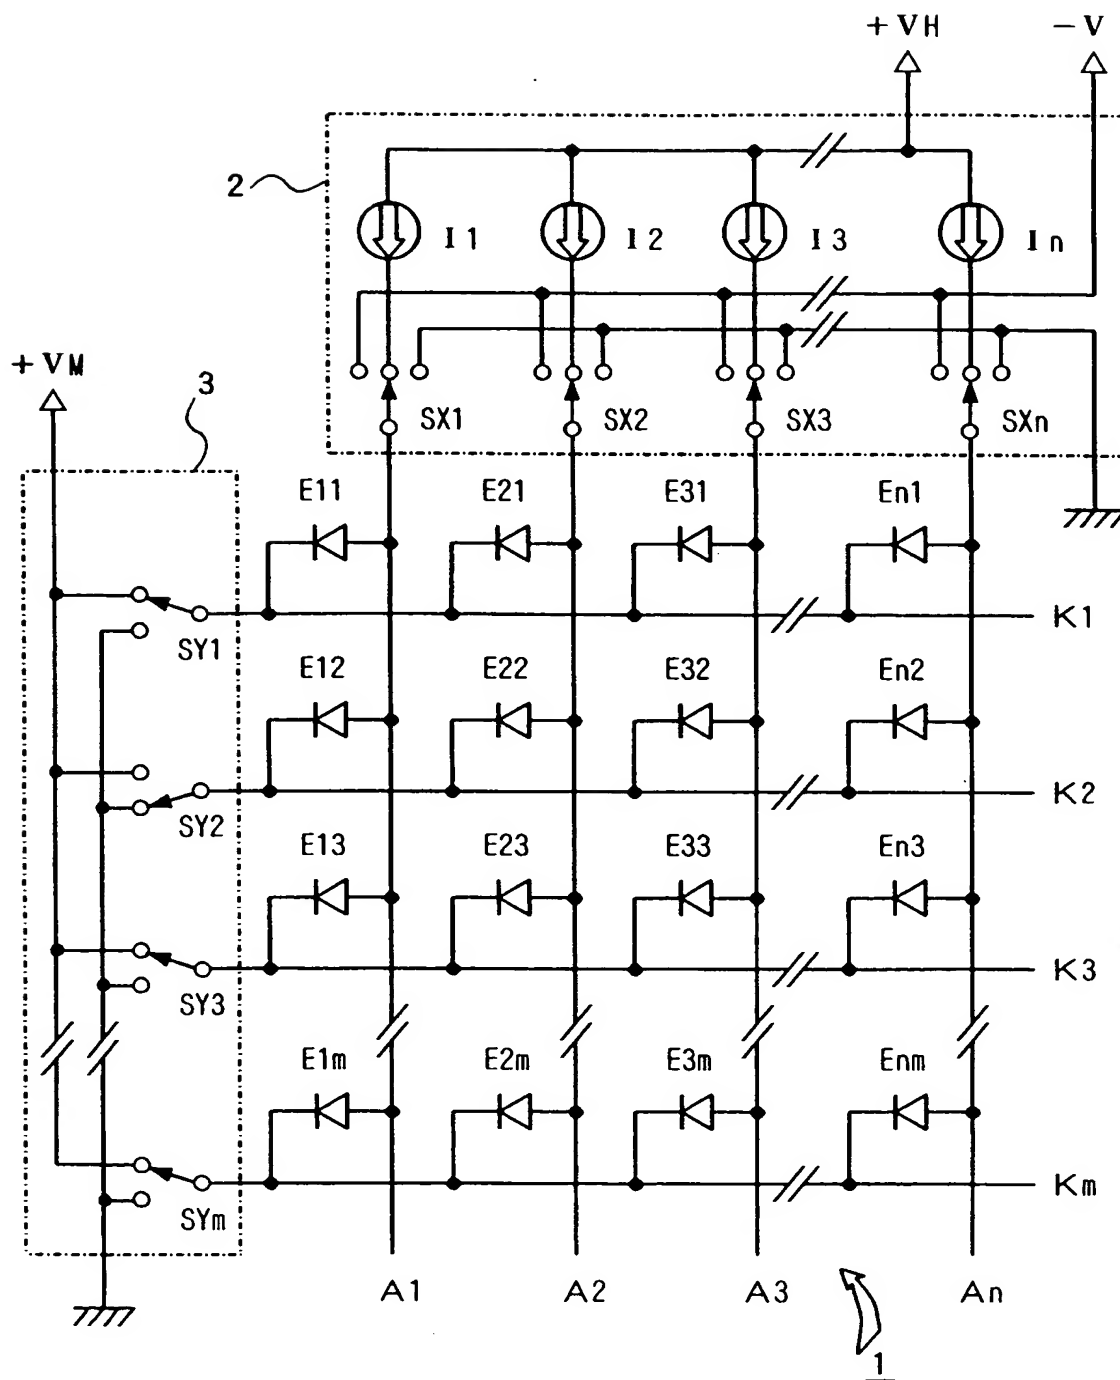 +VH -V
2
I1 I2 I3 In
+VM
3
SX1 SX2 SX3 SXn
E11 E21 E31 En1
K1
SY1
E12 E22 E32 En2
K2
SY2
E13 E23 E33 En3
K3
SY3
E1m E2m E3m Enm
Km
SYm
A1 A2 A3 An
1